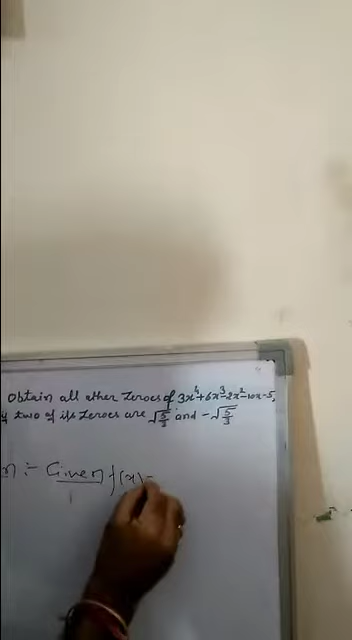 Obtain all other zeroes of 3x⁴+6x³-2x²-10x-5,
if two of its zeroes are √5/3 and -√5/3
n :- Given f(x)=